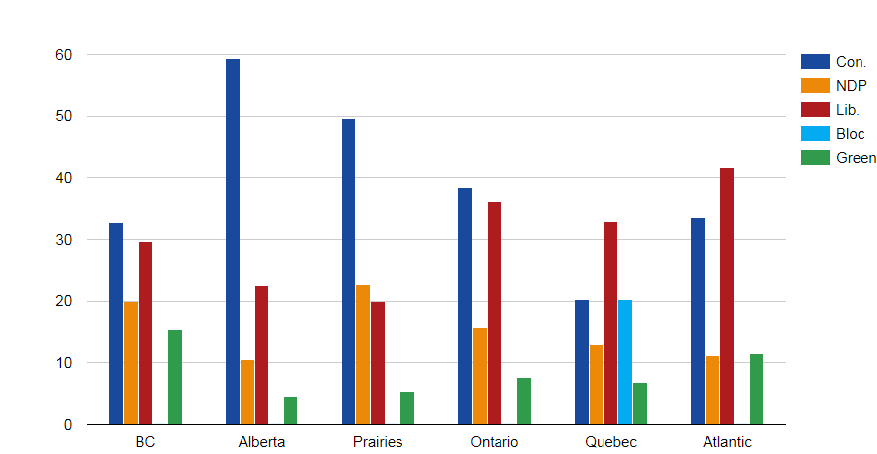 60
50
40
30
20
10
0
BC Alberta Prairies Ontario Quebec Atlantic
Con.
NDP
Lib.
Bloc
Green